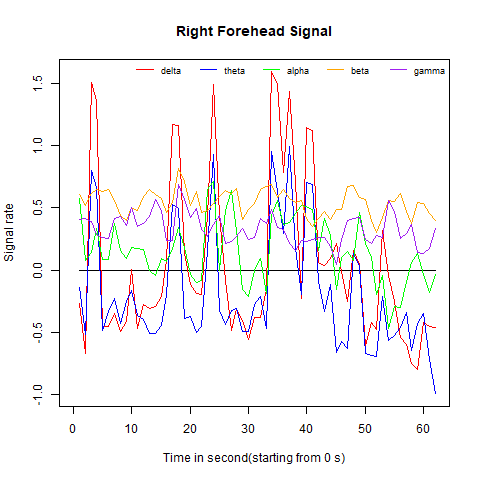 Right Forehead Signal
delta theta alpha beta gamma
Signal rate
1.5
1.0
0.5
0.0
-0.5
-1.0
0 10 20 30 40 50 60
Time in second(starting from 0 s)